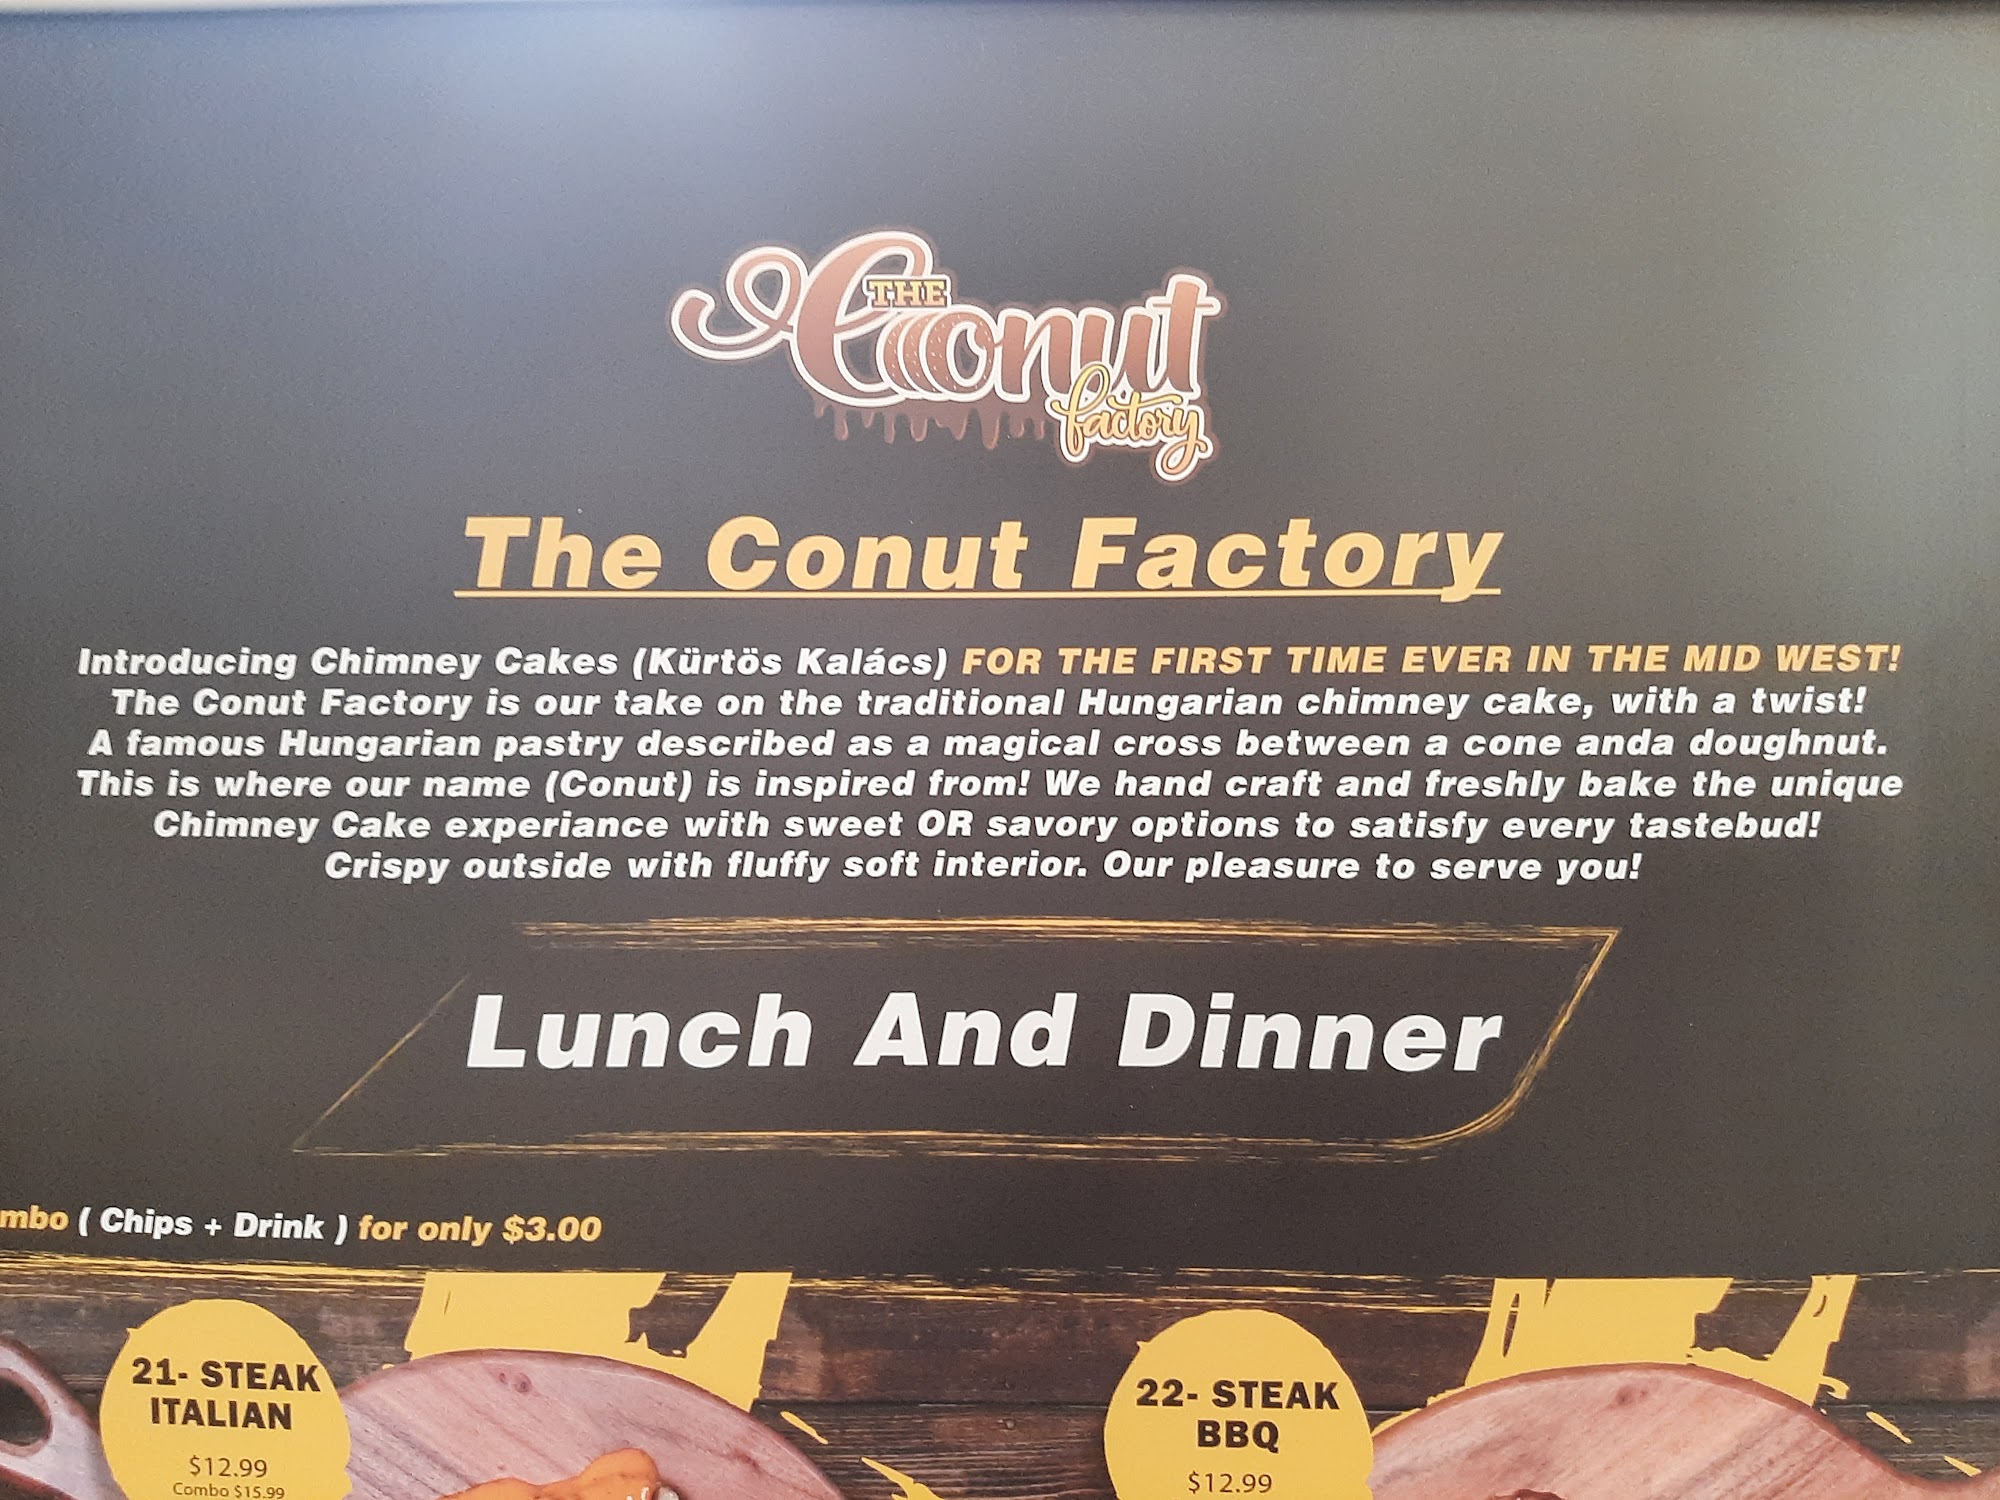 THE Conut factory
The Conut Factory
Introducing Chimney Cakes (Kürtös Kalács) FOR THE FIRST TIME EVER IN THE MID WEST!
The Conut Factory is our take on the traditional Hungarian chimney cake, with a twist!
A famous Hungarian pastry described as a magical cross between a cone anda doughnut.
This is where our name (Conut) is inspired from! We hand craft and freshly bake the unique
Chimney Cake experiance with sweet OR savory options to satisfy every tastebud!
Crispy outside with fluffy soft interior. Our pleasure to serve you!
Lunch And Dinner
mbo ( Chips + Drink ) for only $3.00
21- STEAK
ITALIAN
$12.99
Combo $15.99
22- STEAK
BBQ
$12.99